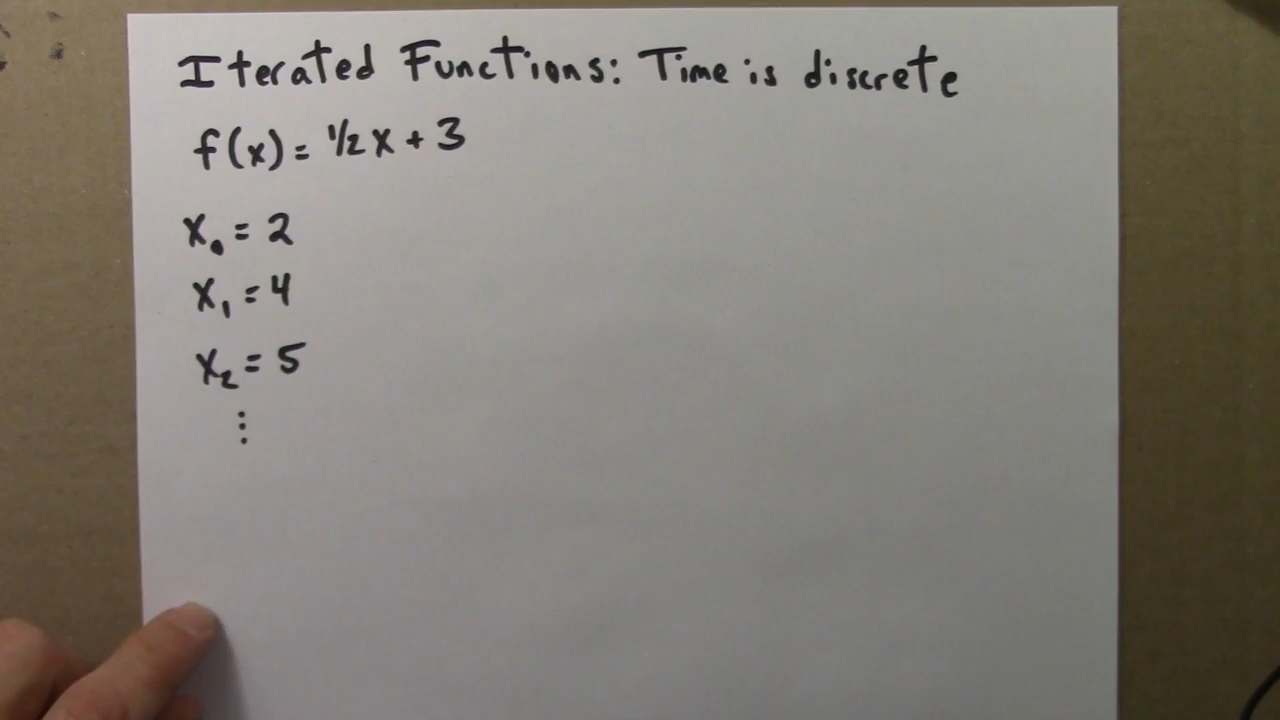 Iterated Functions: Time is discrete
f(x) = ½x + 3
x₀ = 2
x₁ = 4
x₂ = 5
⋮